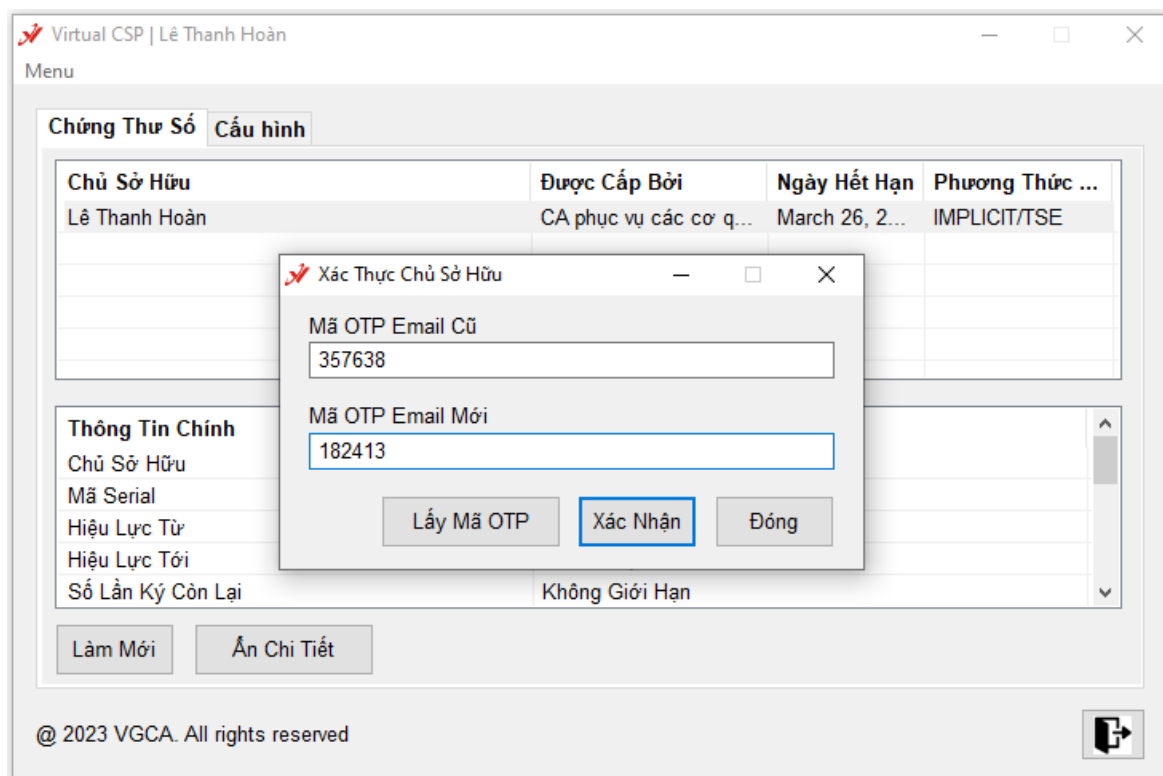 Virtual CSP | Lê Thanh Hoàn
Menu
Chứng Thư Số Cấu hình
Chủ Sở Hữu Được Cấp Bởi Ngày Hết Hạn Phương Thức ...
Lê Thanh Hoàn CA phục vụ các cơ q... March 26, 2... IMPLICIT/TSE
Xác Thực Chủ Sở Hữu
Mã OTP Email Cũ
357638
Mã OTP Email Mới
182413
Lấy Mã OTP Xác Nhận Đóng
Thông Tin Chính
Chủ Sở Hữu
Mã Serial
Hiệu Lực Từ
Hiệu Lực Tới
Số Lần Ký Còn Lại Không Giới Hạn
Làm Mới Ẩn Chi Tiết
@ 2023 VGCA. All rights reserved